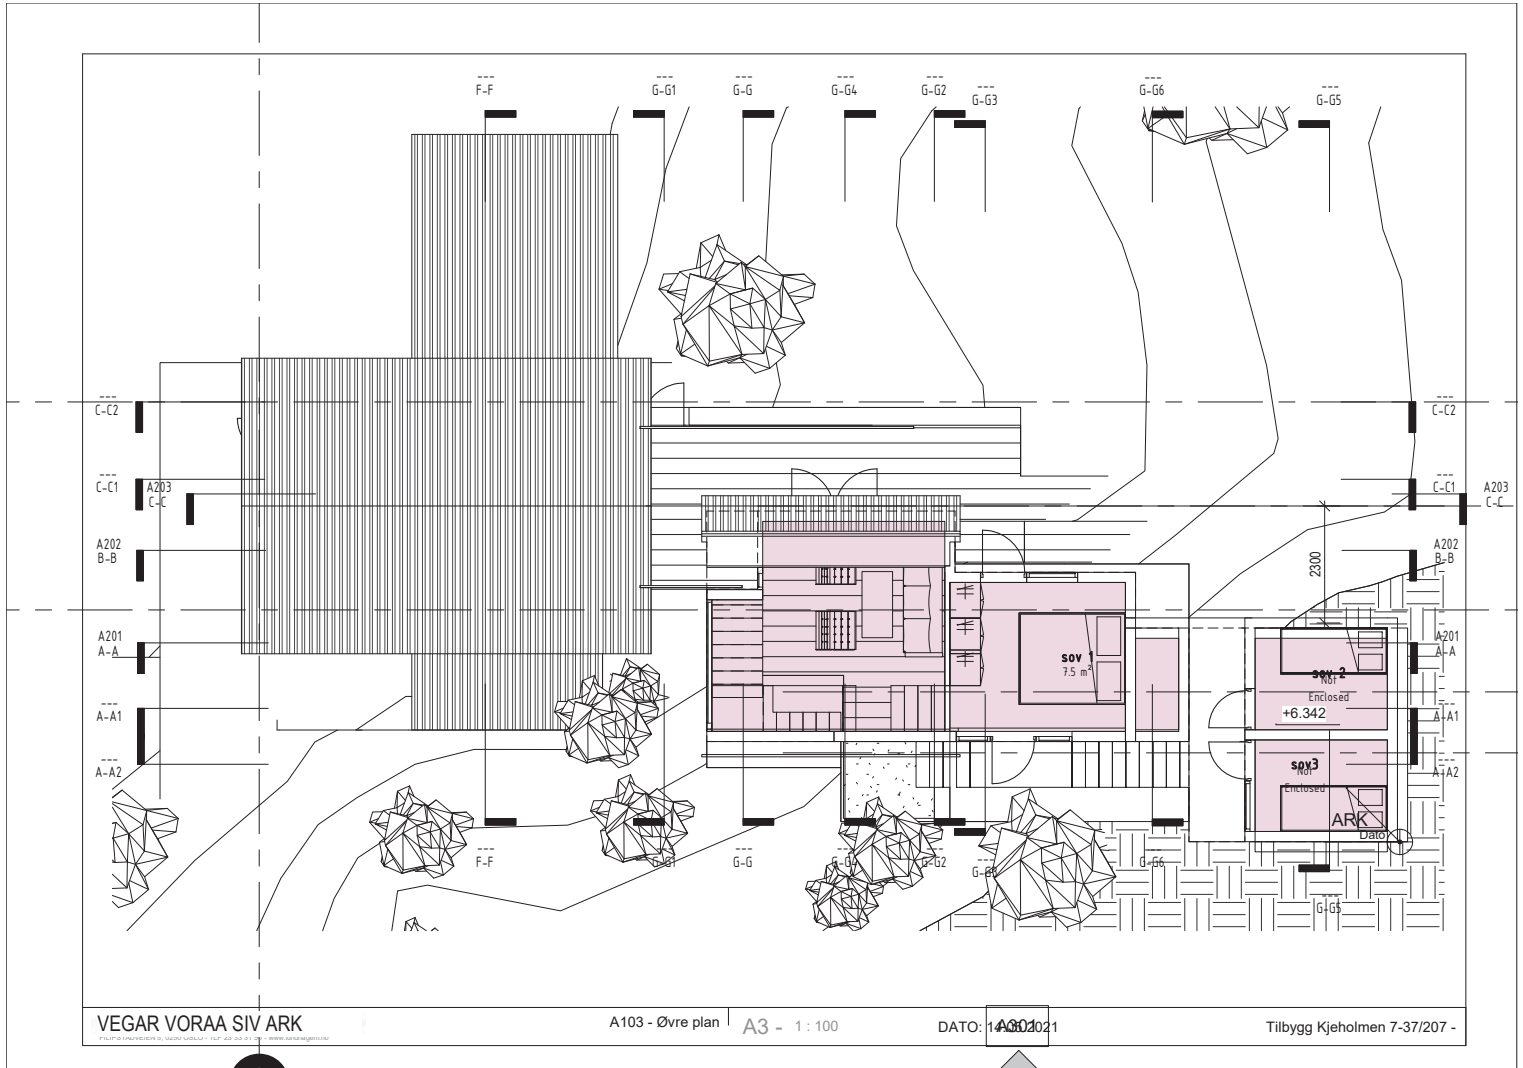 ---
F-F
---
G-G1
---
G-G
---
G-G4
---
G-G2
---
G-G3
---
G-G6
---
G-G5
---
C-C2
---
C-C2
---
C-C1
A203
C-C
---
C-C1
A203
C-C
A202
B-B
A202
B-B
2300
A201
A-A
A201
A-A
sov 1
7.5 m²
sov 2
Not
Enclosed
+6.342
---
A-A1
---
A-A1
---
A-A2
---
A-A2
sov3
Not
Enclosed
ARK
Dato
---
F-F
---
G-G1
---
G-G
---
G-G4
---
G-G2
---
---
G-G6
---
G-G5
VEGAR VORAA SIV ARK
A103 - Øvre plan
A3 - 1 : 100
DATO: 14.06.2021
A301
Tilbygg Kjeholmen 7-37/207 -